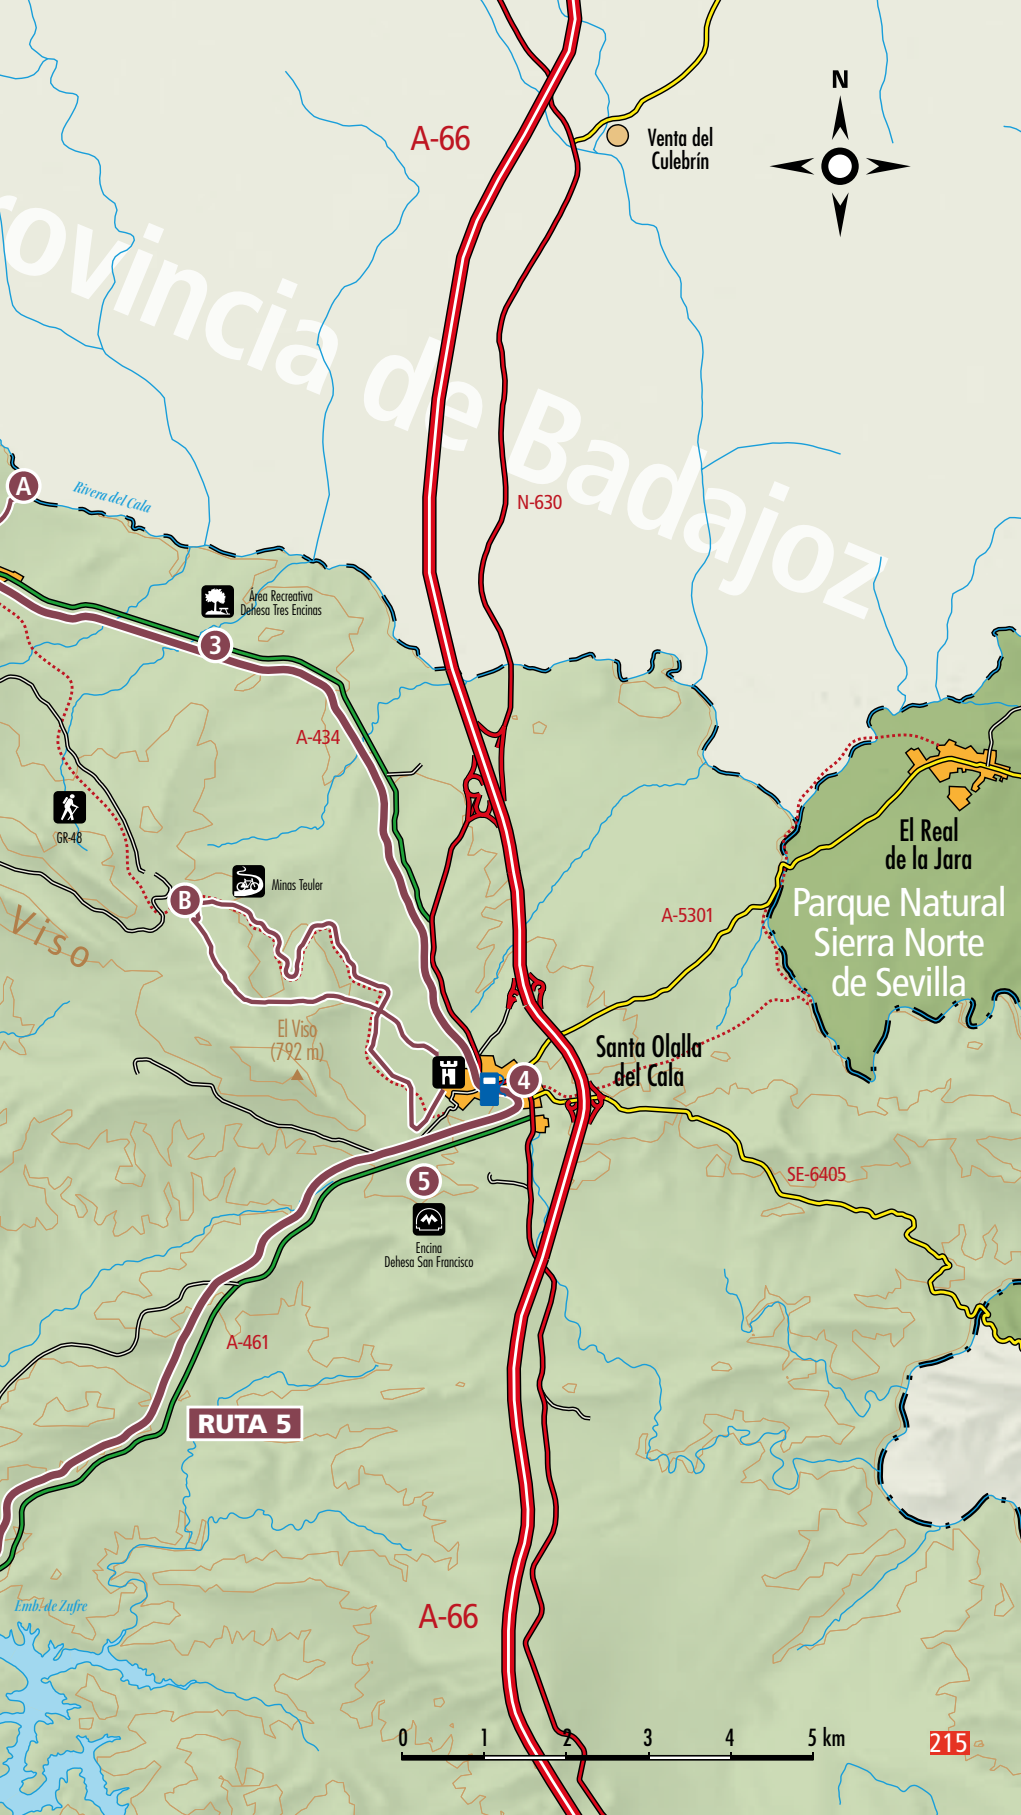 N
A-66
Venta del
Culebrín
rovincia de Badajoz
A
Rivera del Cala
N-630
Área Recreativa
Dehesa Tres Encinas
3
A-434
GR-48
El Real
de la Jara
B
Minas Teuler
Viso
A-5301
Parque Natural
Sierra Norte
de Sevilla
El Viso
(792 m)
Santa Olalla
del Cala
4
5
SE-6405
Encina
Dehesa San Francisco
A-461
RUTA 5
Emb. de Zufre
A-66
0 1 2 3 4 5 km
215